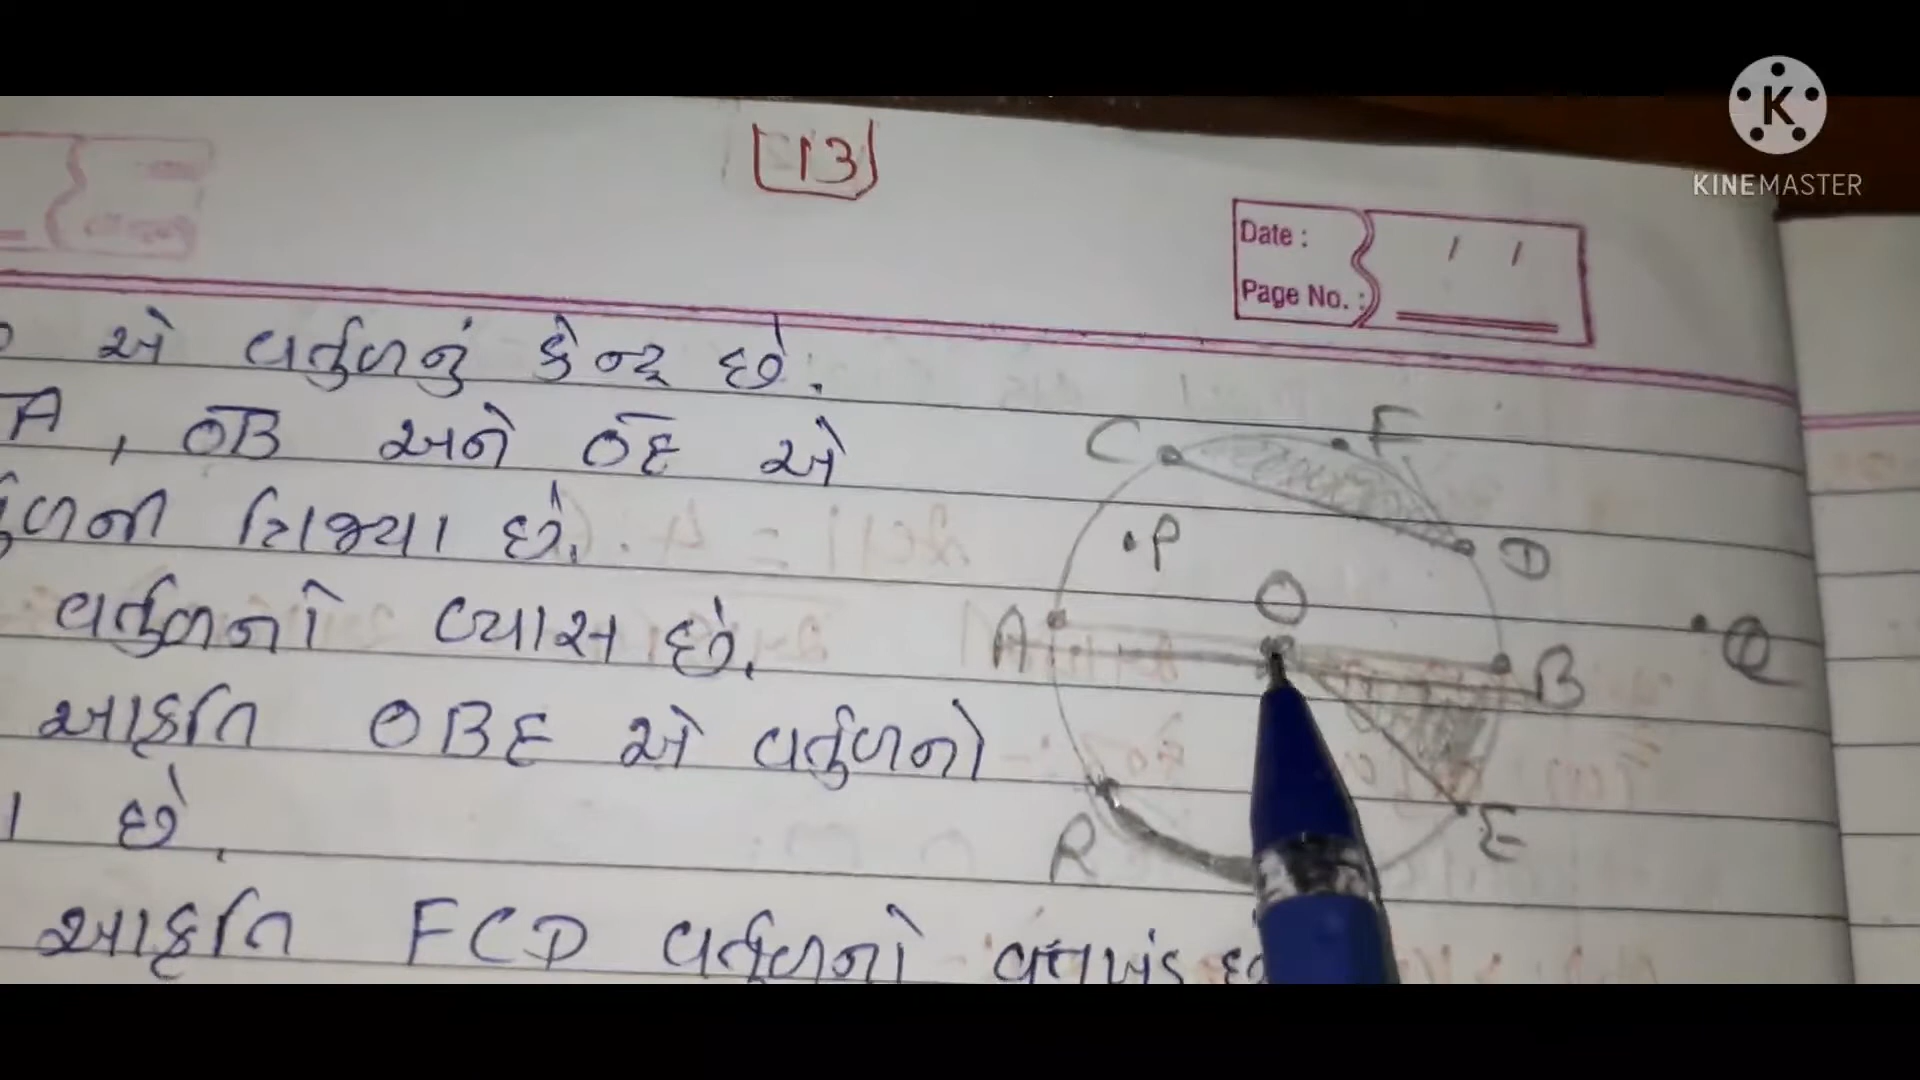 13
KINEMASTER
Date :
Page No. :
એ વર્તુળનું કેન્દ્ર છે.
A, OB અને OE એ
ત્રિજ્યા છે.
વર્તુળનો વ્યાસ છે.
આકૃતિ OBE એ વર્તુળનો
છે.
આકૃતિ FCD વર્તુળનો વૃત્તખંડ
C
F
P
D
O
A
B
Q
R
E